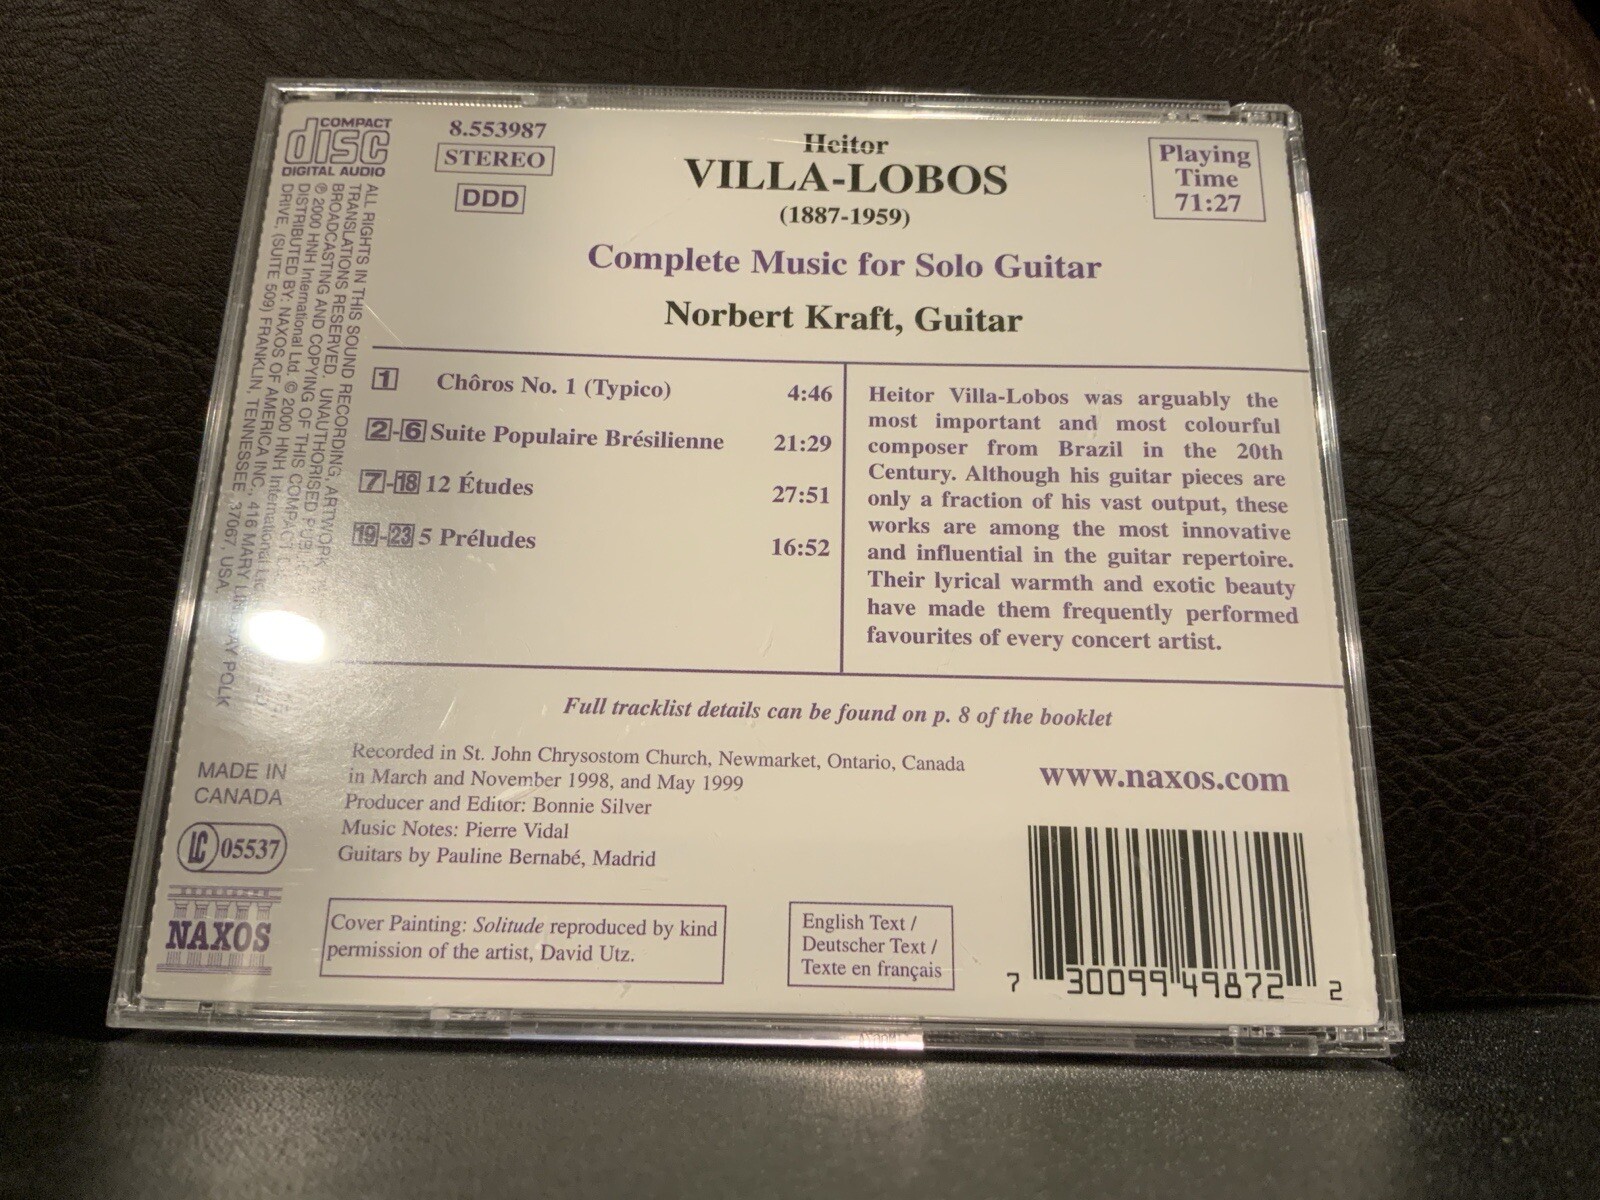 COMPACT
disc
DIGITAL AUDIO
8.553987
STEREO
DDD
Heitor
VILLA-LOBOS
(1887-1959)
Complete Music for Solo Guitar
Norbert Kraft, Guitar
Playing
Time
71:27
1 Chôros No. 1 (Typico) 4:46
2-6 Suite Populaire Brésilienne 21:29
7-18 12 Études 27:51
19-23 5 Préludes 16:52
Heitor Villa-Lobos was arguably the
most important and most colourful
composer from Brazil in the 20th
Century. Although his guitar pieces are
only a fraction of his vast output, these
works are among the most innovative
and influential in the guitar repertoire.
Their lyrical warmth and exotic beauty
have made them frequently performed
favourites of every concert artist.
Full tracklist details can be found on p. 8 of the booklet
Recorded in St. John Chrysostom Church, Newmarket, Ontario, Canada
in March and November 1998, and May 1999
Producer and Editor: Bonnie Silver
Music Notes: Pierre Vidal
Guitars by Pauline Bernabé, Madrid
www.naxos.com
Cover Painting: Solitude reproduced by kind
permission of the artist, David Utz.
English Text /
Deutscher Text /
Texte en français
7 30099 49872 2
ALL RIGHTS IN THIS SOUND RECORDING, ARTWORK
TRANSLATIONS RESERVED. UNAUTHORISED
BROADCASTING AND COPYING OF THIS COMPACT
℗ 2000 HNH International Ltd. © 2000 HNH International Ltd.
DISTRIBUTED BY: NAXOS OF AMERICA INC., 416 MARY LINDSAY POLK
DRIVE, (SUITE 509) FRANKLIN, TENNESSEE, 37067. USA.
MADE IN
CANADA
LC 05537
NAXOS